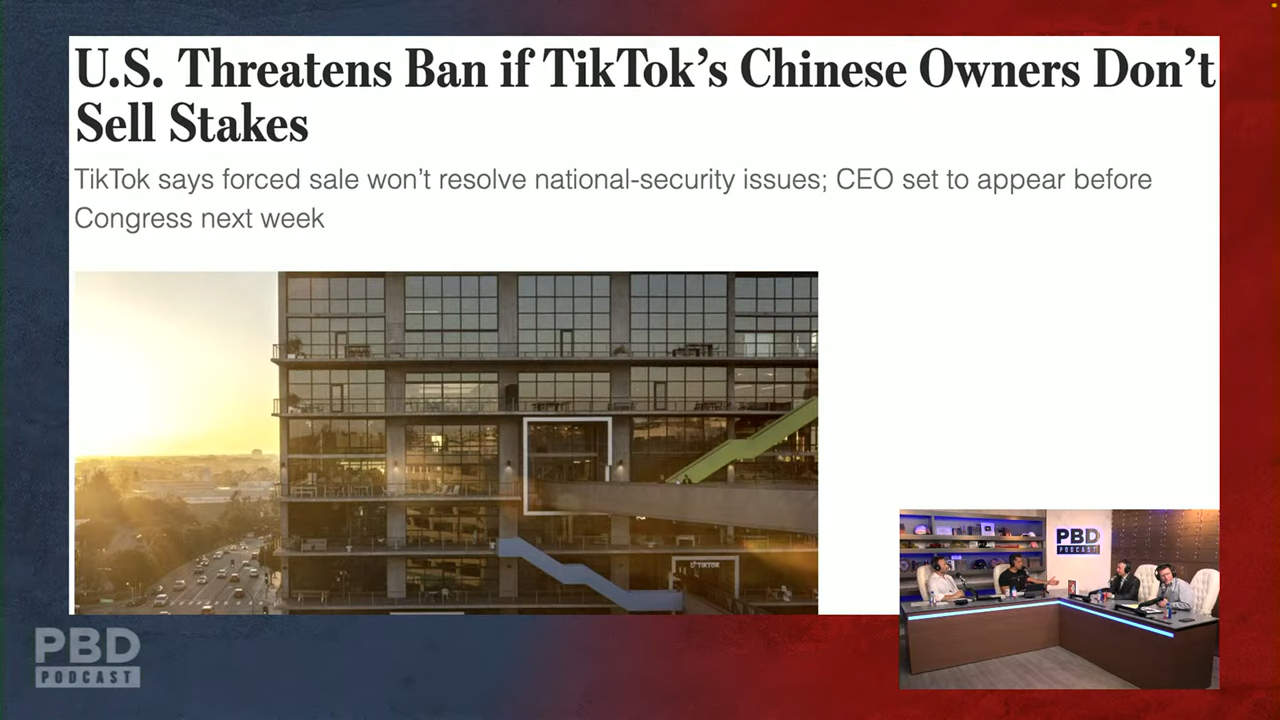 U.S. Threatens Ban if TikTok’s Chinese Owners Don’t
Sell Stakes
TikTok says forced sale won’t resolve national-security issues; CEO set to appear before
Congress next week
TIKTOK
PBD
PODCAST
PBD
PODCAST